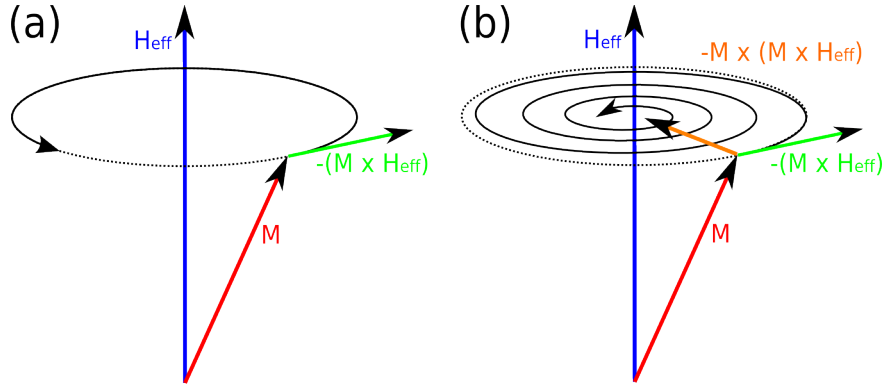 (a)
Heff
-(M x Heff)
M
(b)
Heff
-M x (M x Heff)
-(M x Heff)
M